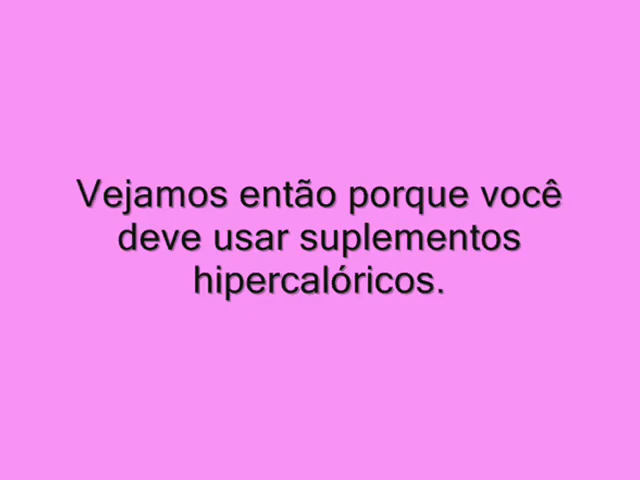 Vejamos então porque você
deve usar suplementos
hipercalóricos.